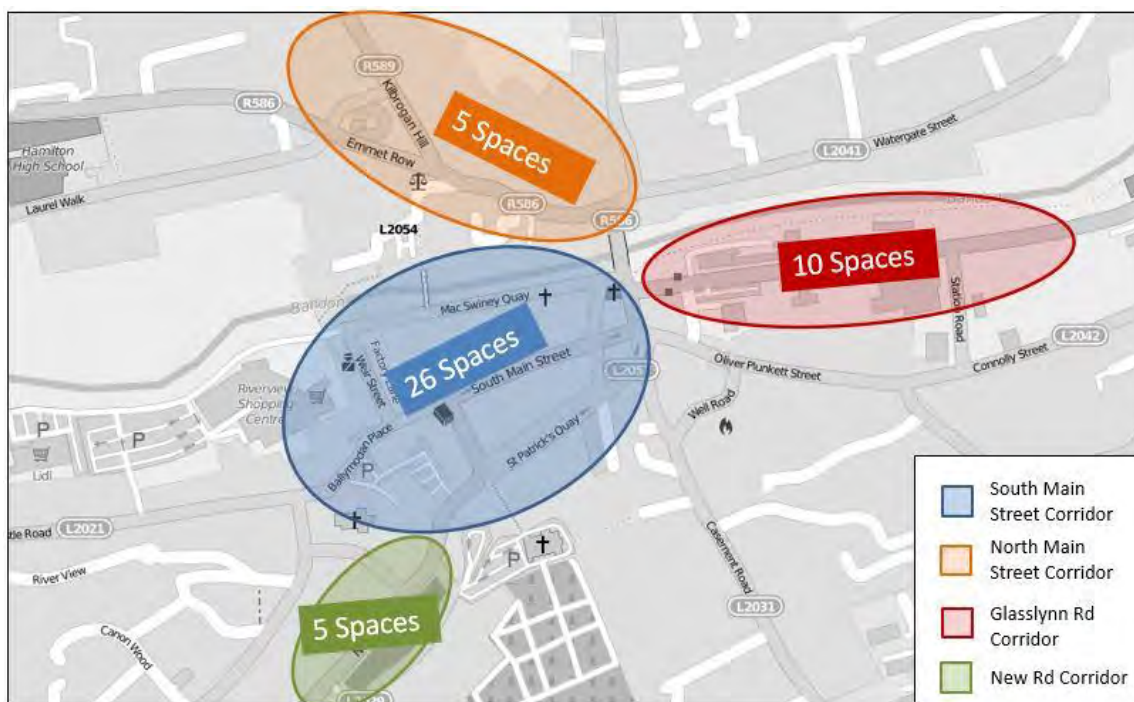 R589
Kilbrogan Hill
R586
5 Spaces
Emmet Row
Watergate Street
L2041
Hamilton
High School
Laurel Walk
R586
R586
L2054
10 Spaces
Station Road
Mac Swiney Quay
26 Spaces
Factory Lane
Weir Street
South Main Street
L2042
Connolly Street
Oliver Plunkett Street
Riverview
Shopping
Centre
Well Road
P
Lidl
Ballymodan Place
P
St Patrick's Quay
P
L2021
P
Casement Road
River View
5 Spaces
L2031
Canon Wood
South Main
Street Corridor
North Main
Street Corridor
Glasslynn Rd
Corridor
New Rd Corridor